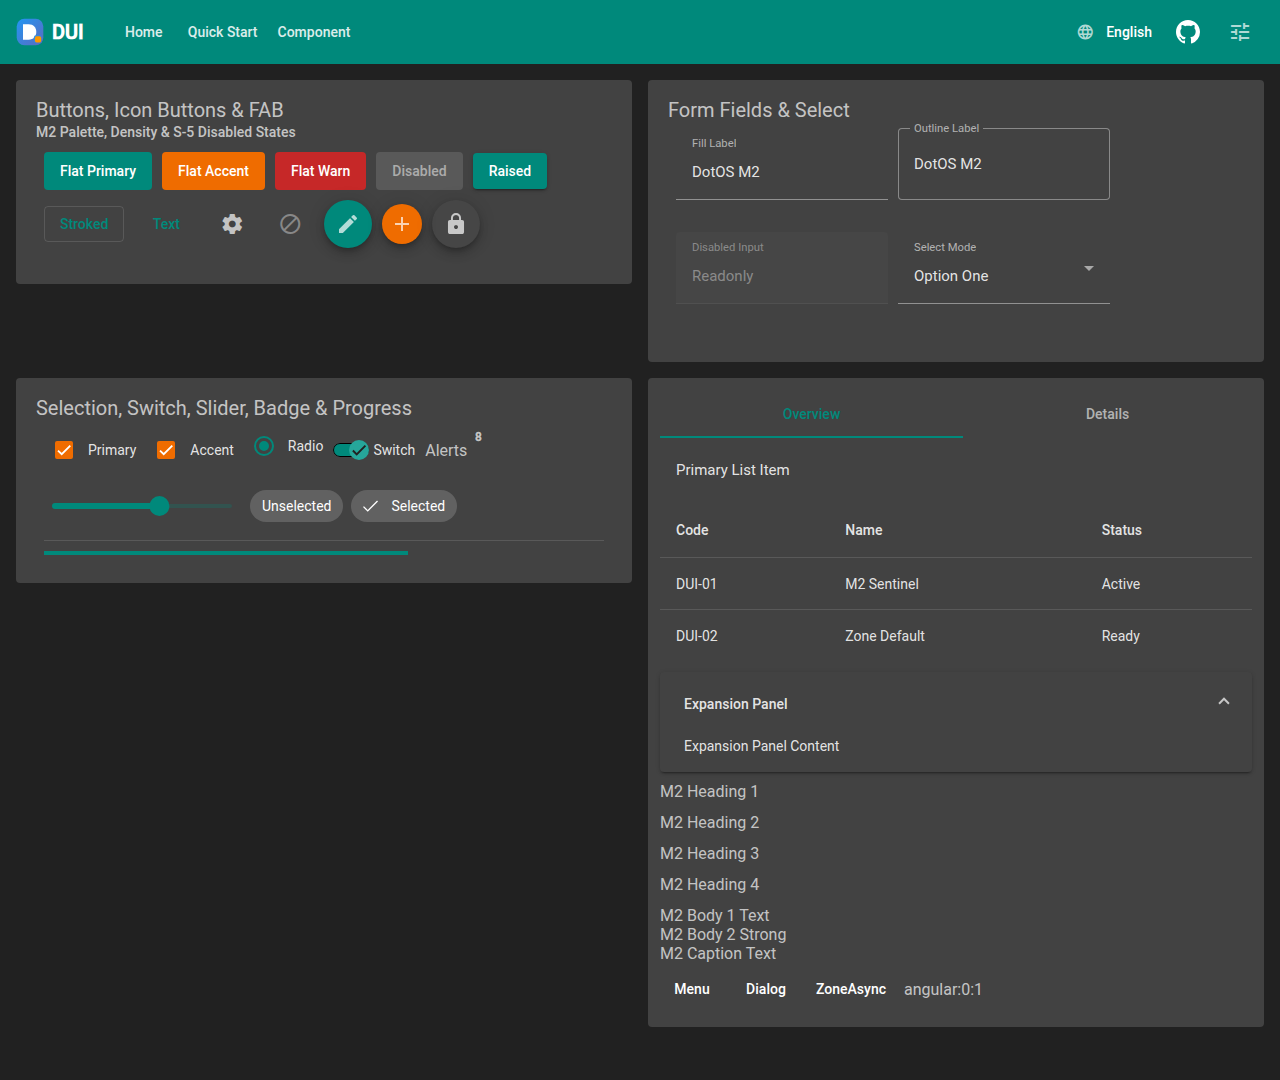 DUI Home Quick Start Component English
Buttons, Icon Buttons & FAB
M2 Palette, Density & S-5 Disabled States
Flat Primary Flat Accent Flat Warn Disabled Raised
Stroked Text
Form Fields & Select
Fill Label Outline Label
DotOS M2 DotOS M2
Disabled Input Select Mode
Readonly Option One
Selection, Switch, Slider, Badge & Progress
Primary Accent Radio Switch Alerts 8
Unselected Selected
Overview Details
Primary List Item
Code Name Status
DUI-01 M2 Sentinel Active
DUI-02 Zone Default Ready
Expansion Panel
Expansion Panel Content
M2 Heading 1
M2 Heading 2
M2 Heading 3
M2 Heading 4
M2 Body 1 Text
M2 Body 2 Strong
M2 Caption Text
Menu Dialog ZoneAsync angular:0:1